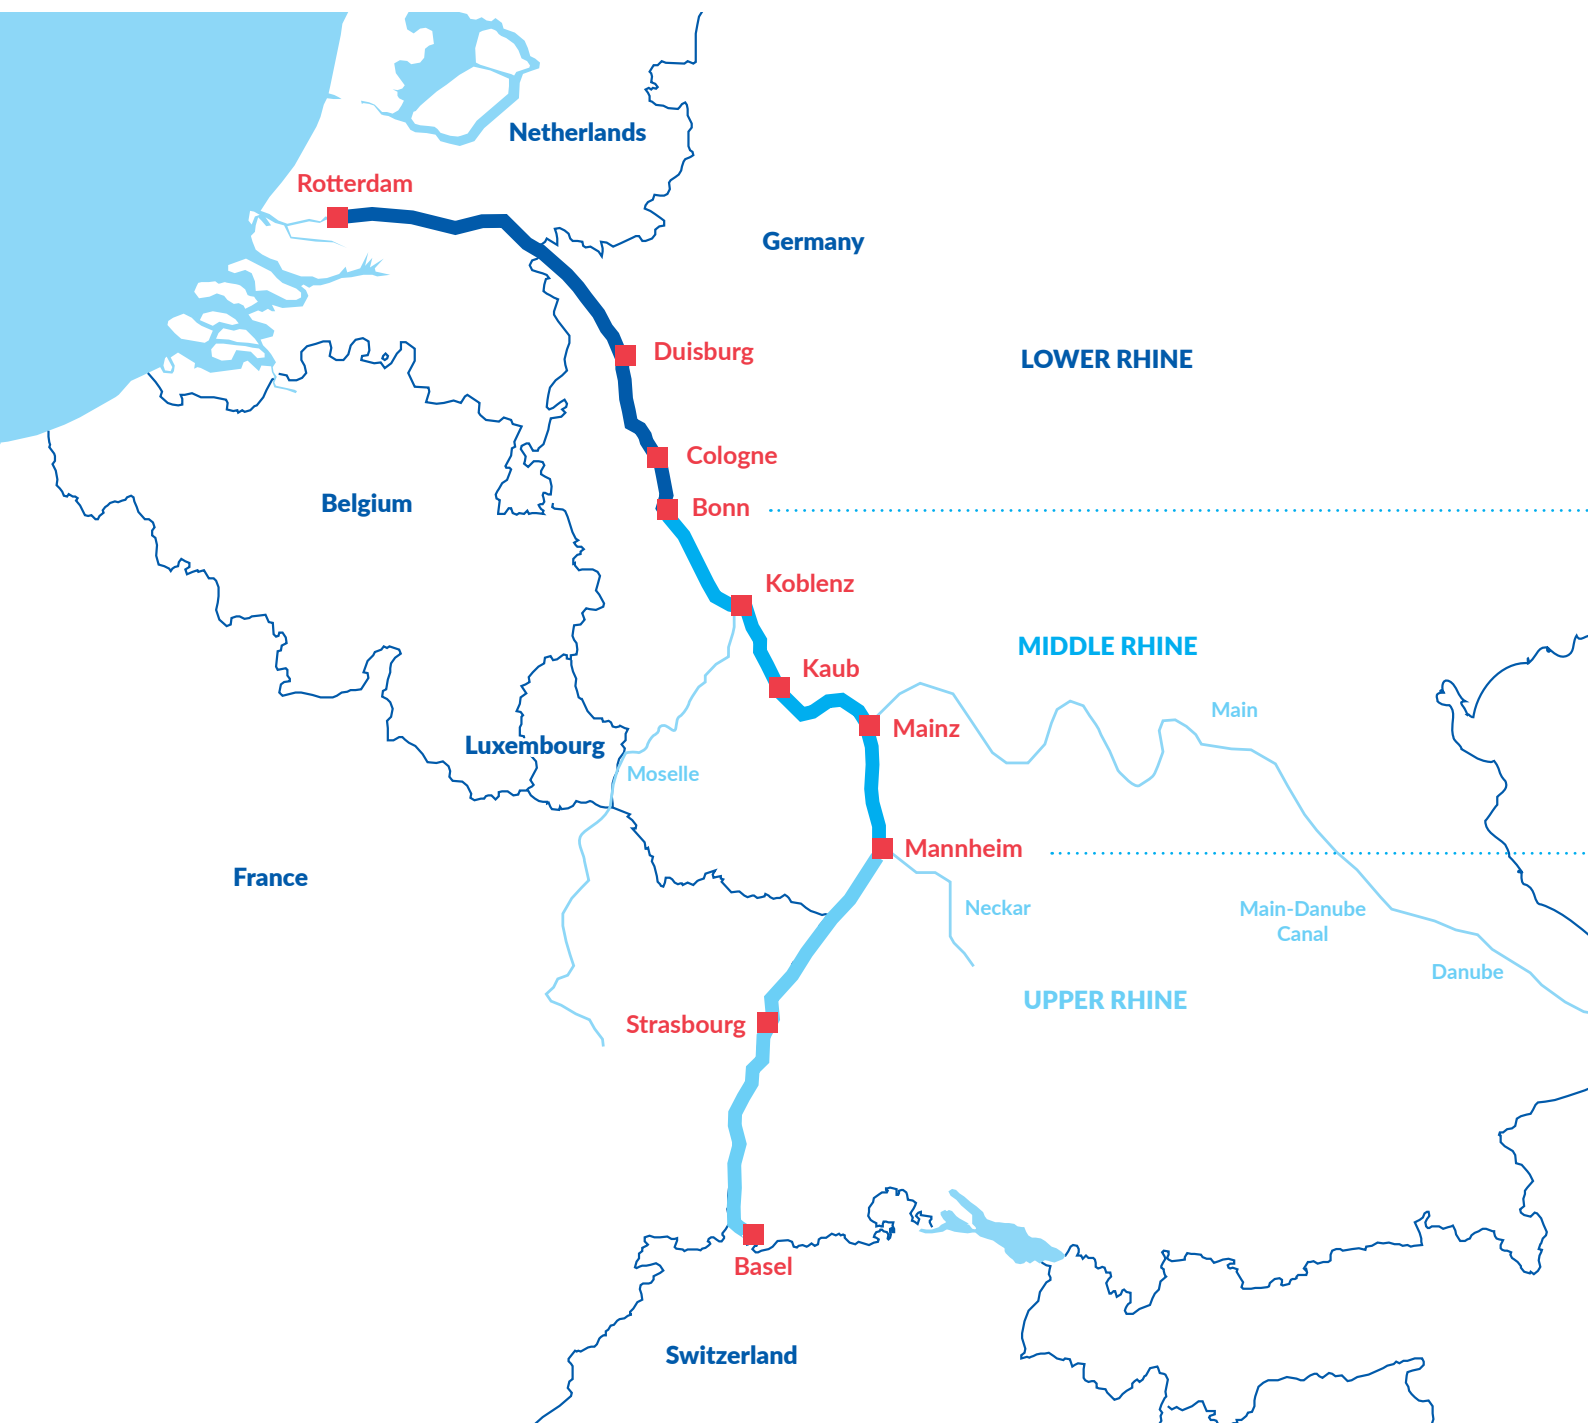 Netherlands
Rotterdam
Germany
Duisburg
LOWER RHINE
Cologne
Belgium
Bonn
Koblenz
MIDDLE RHINE
Kaub
Main
Mainz
Luxembourg
Moselle
Mannheim
France
Neckar
Main-Danube
Canal
Danube
UPPER RHINE
Strasbourg
Basel
Switzerland